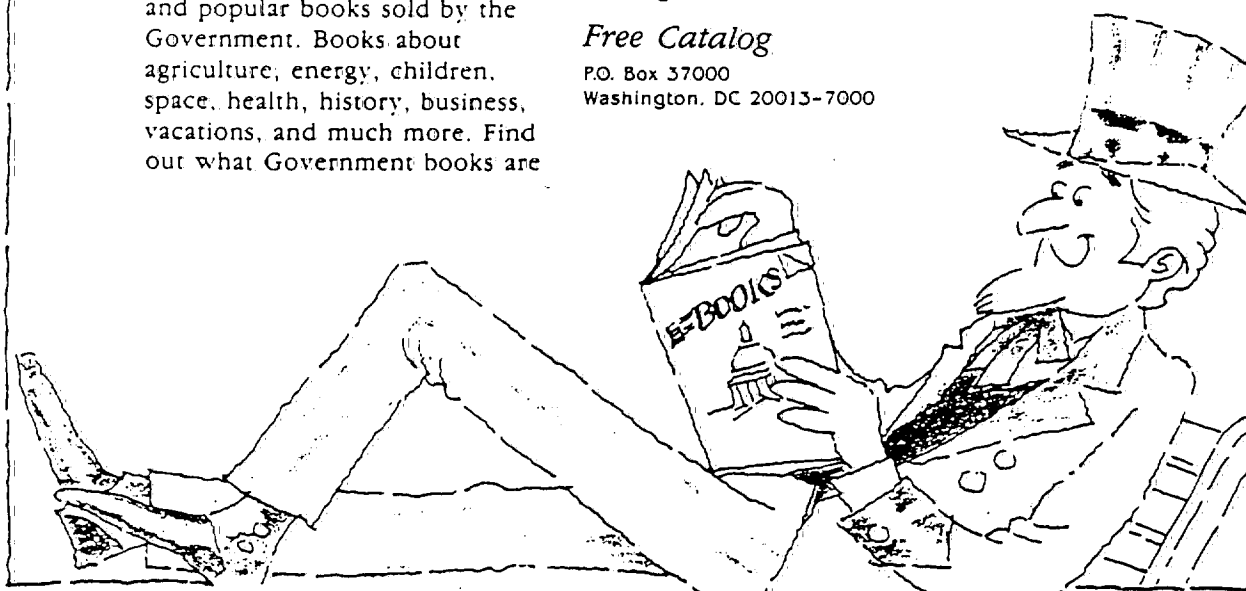 and popular books sold by the
Government. Books about
agriculture, energy, children,
space, health, history, business,
vacations, and much more. Find
out what Government books are
Free Catalog
P.O. Box 37000
Washington, DC 20013-7000
E-BOOKS